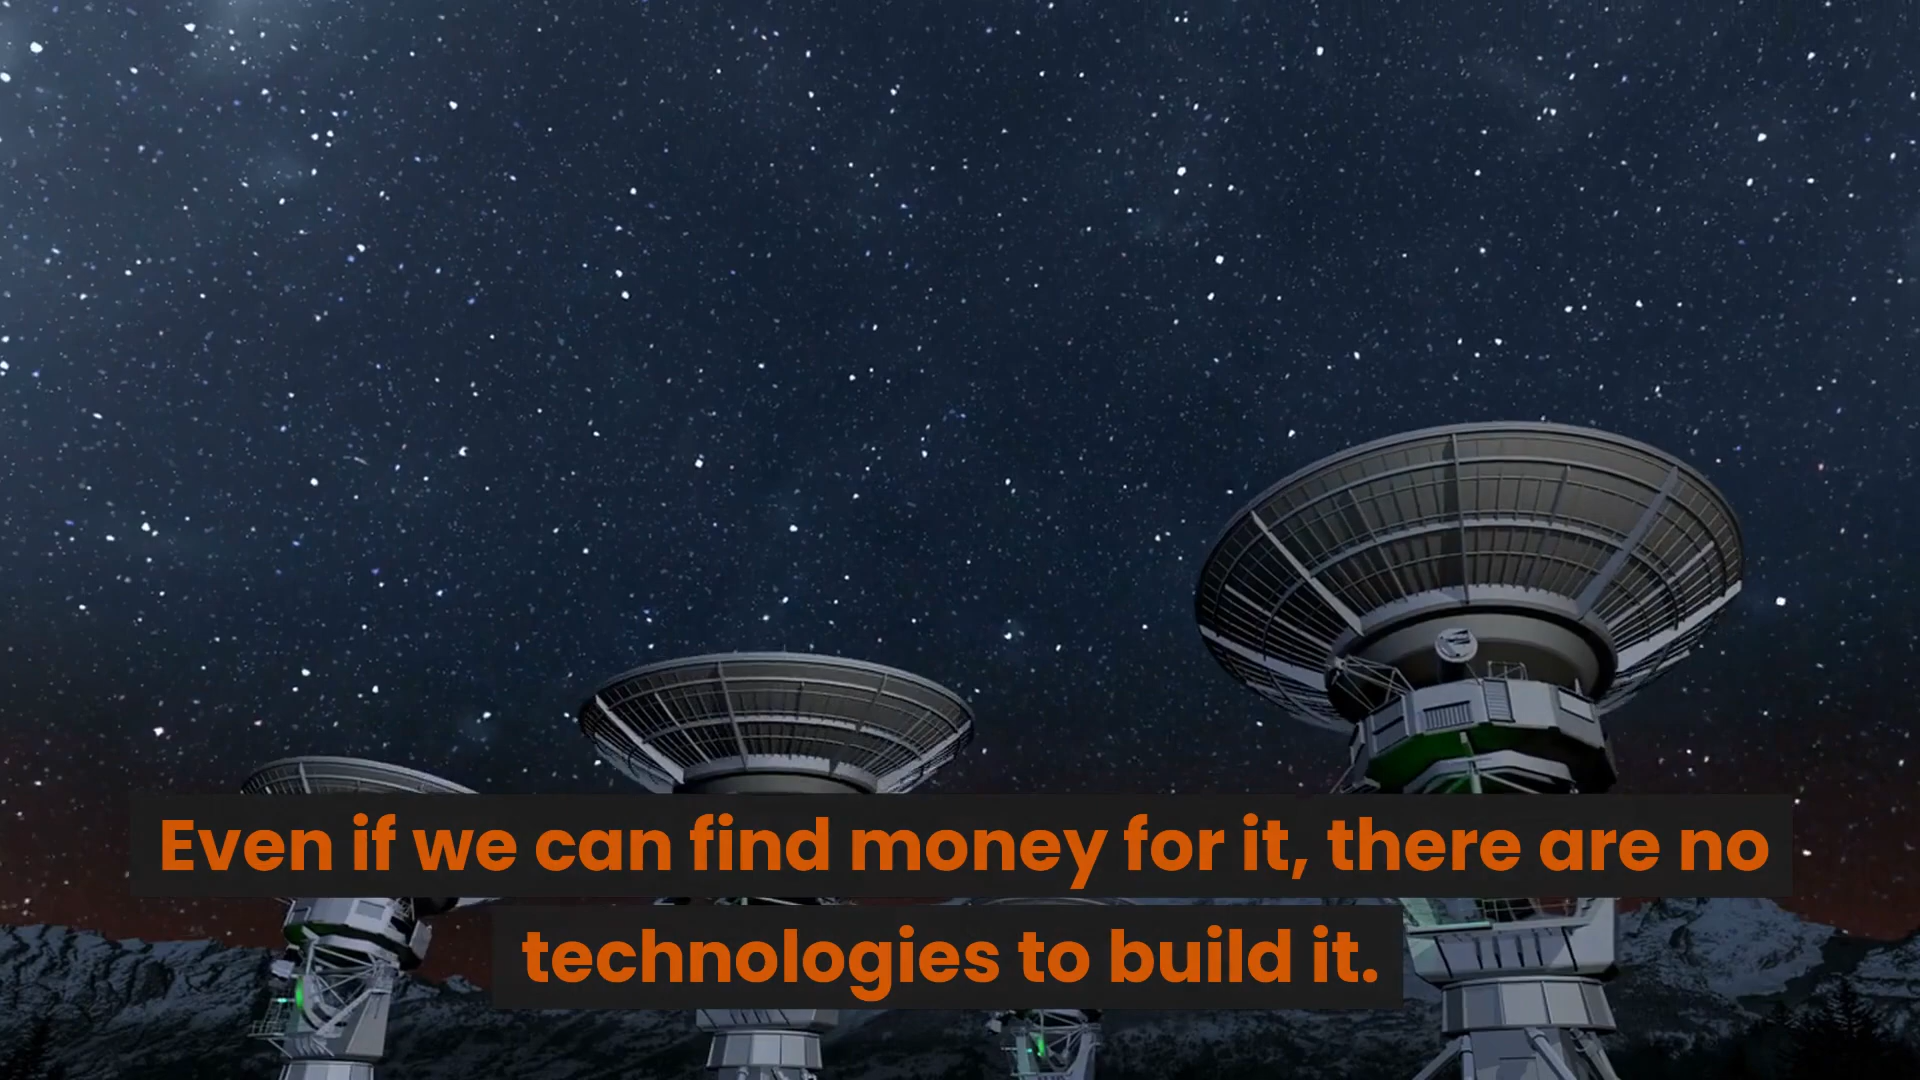 Even if we can find money for it, there are no
technologies to build it.